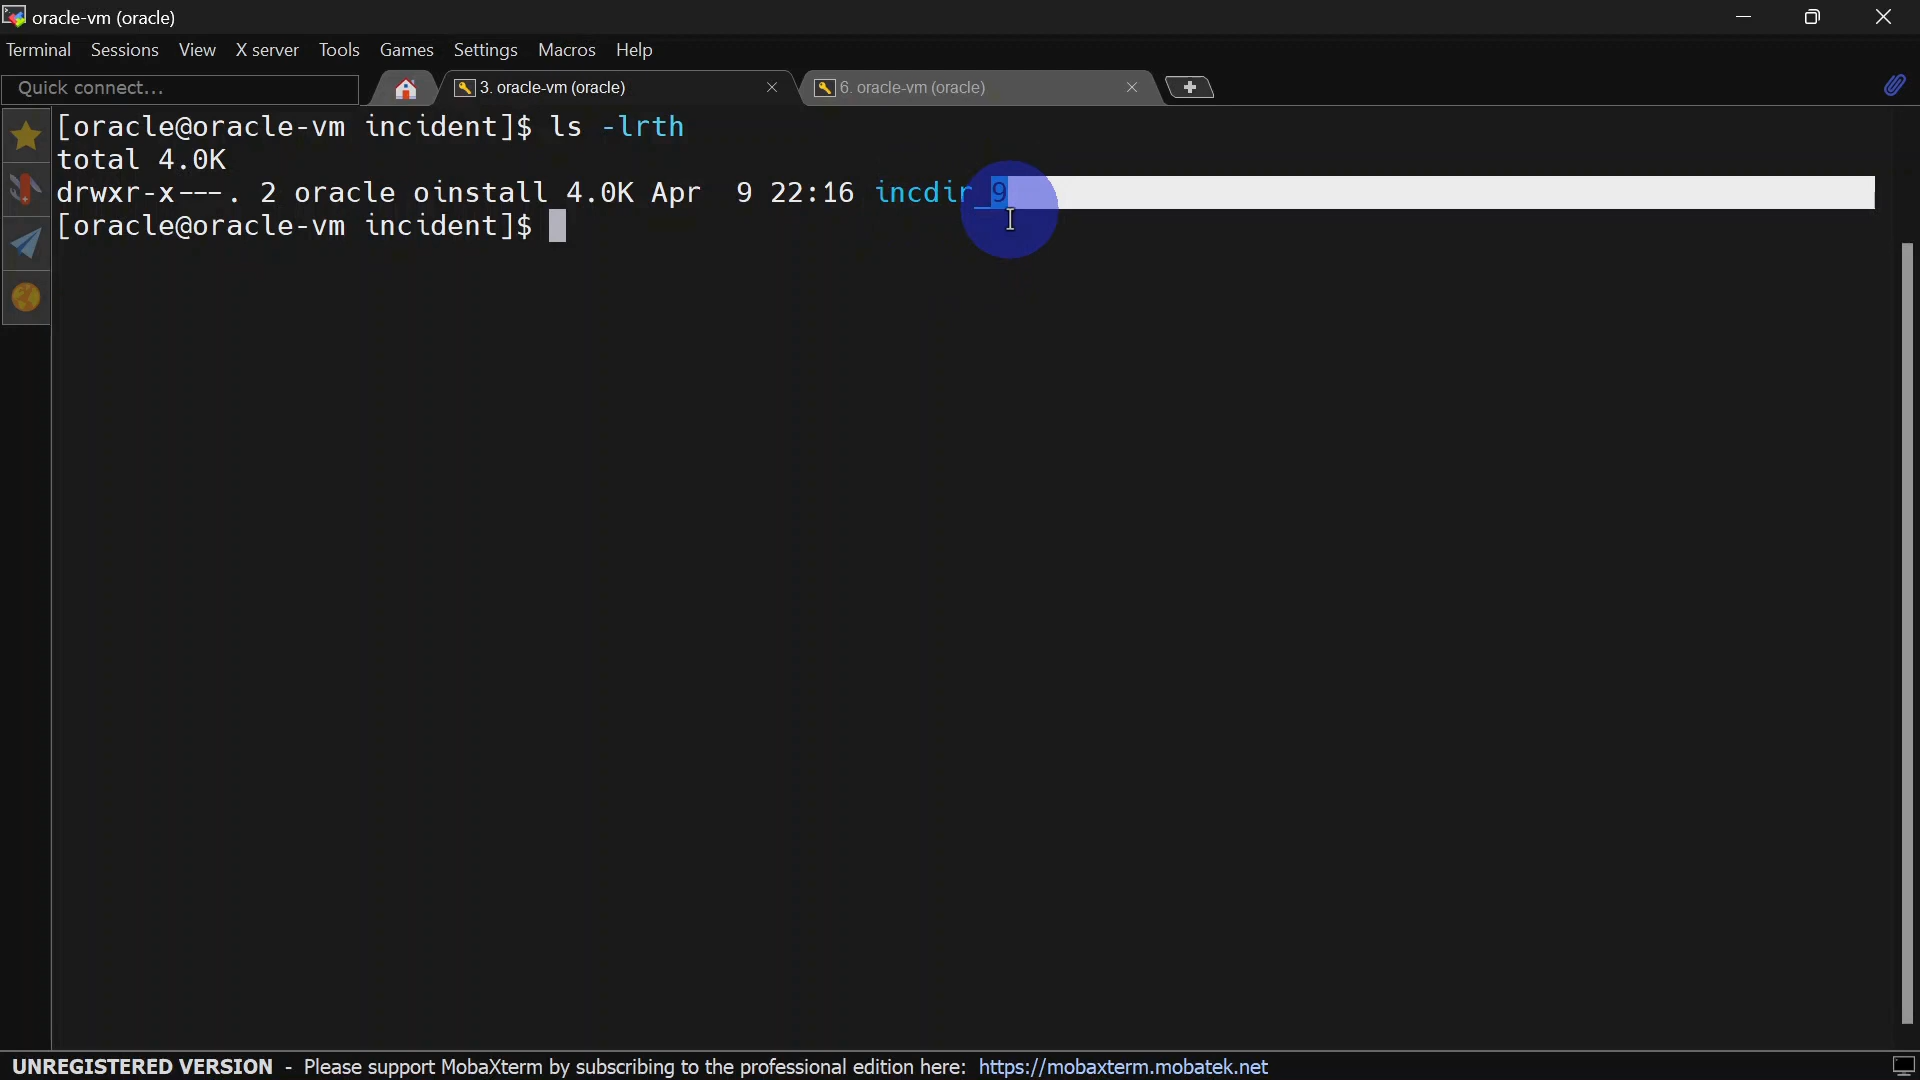 oracle-vm (oracle)
Terminal Sessions View X server Tools Games Settings Macros Help
Quick connect...
3. oracle-vm (oracle)
6. oracle-vm (oracle)
[oracle@oracle-vm incident]$ ls -lrth
total 4.0K
drwxr-x---. 2 oracle oinstall 4.0K Apr  9 22:16 incdir_9
[oracle@oracle-vm incident]$
UNREGISTERED VERSION - Please support MobaXterm by subscribing to the professional edition here: https://mobaxterm.mobatek.net